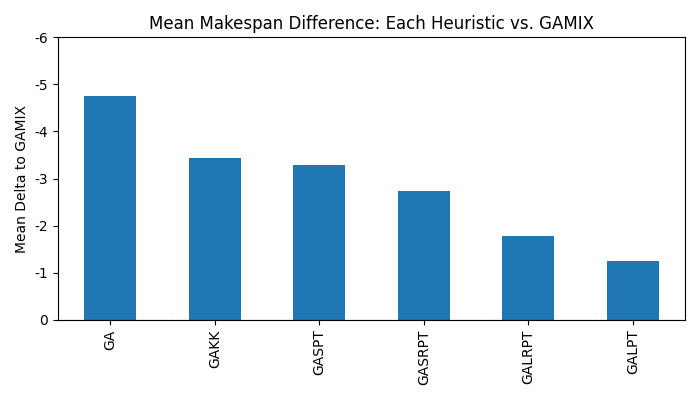 Mean Makespan Difference: Each Heuristic vs. GAMIX
Mean Delta to GAMIX
-6
-5
-4
-3
-2
-1
0
GA
GAKK
GASPT
GASRPT
GALRPT
GALPT